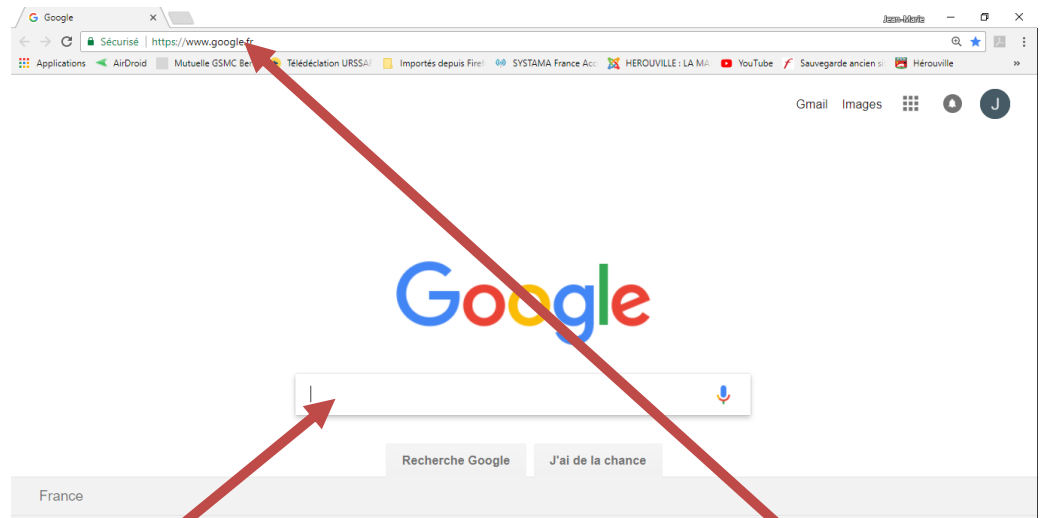 Google
Jean-Marie
Sécurisé | https://www.google.fr
Applications AirDroid Mutuelle GSMC Ber Télédéclation URSSAF Importés depuis Firef SYSTAMA France Acc HEROUVILLE : LA MA YouTube Sauvegarde ancien si Hérouville »
Gmail Images J
Google
Recherche Google J'ai de la chance
France